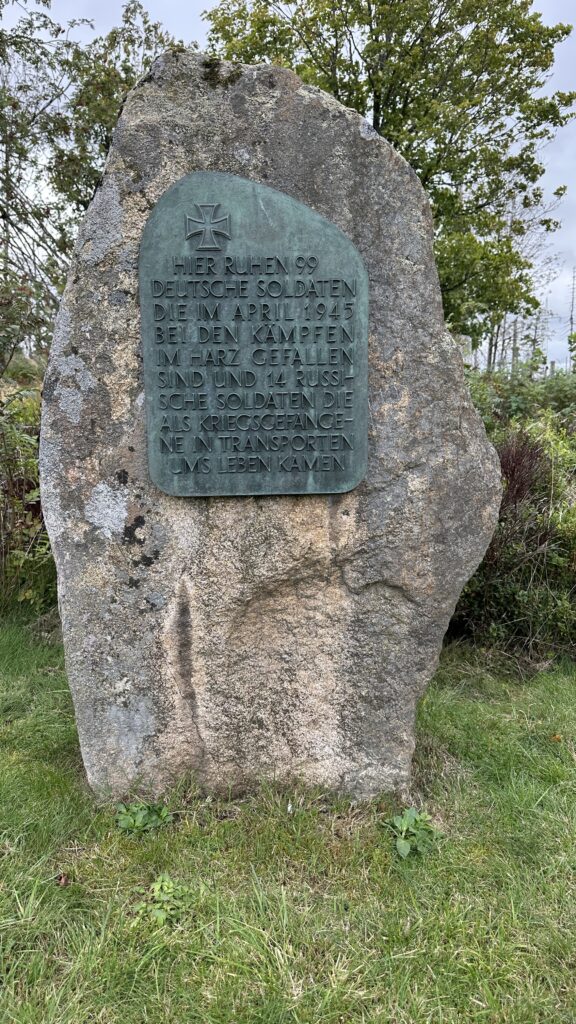 HIER RUHEN 99
DEUTSCHE SOLDATEN
DIE IM APRIL 1945
BEI DEN KÄMPFEN
IM HARZ GEFALLEN
SIND UND 14 RUSSI-
SCHE SOLDATEN DIE
ALS KRIEGSGEFANGE-
NE IN TRANSPORTEN
UMS LEBEN KAMEN